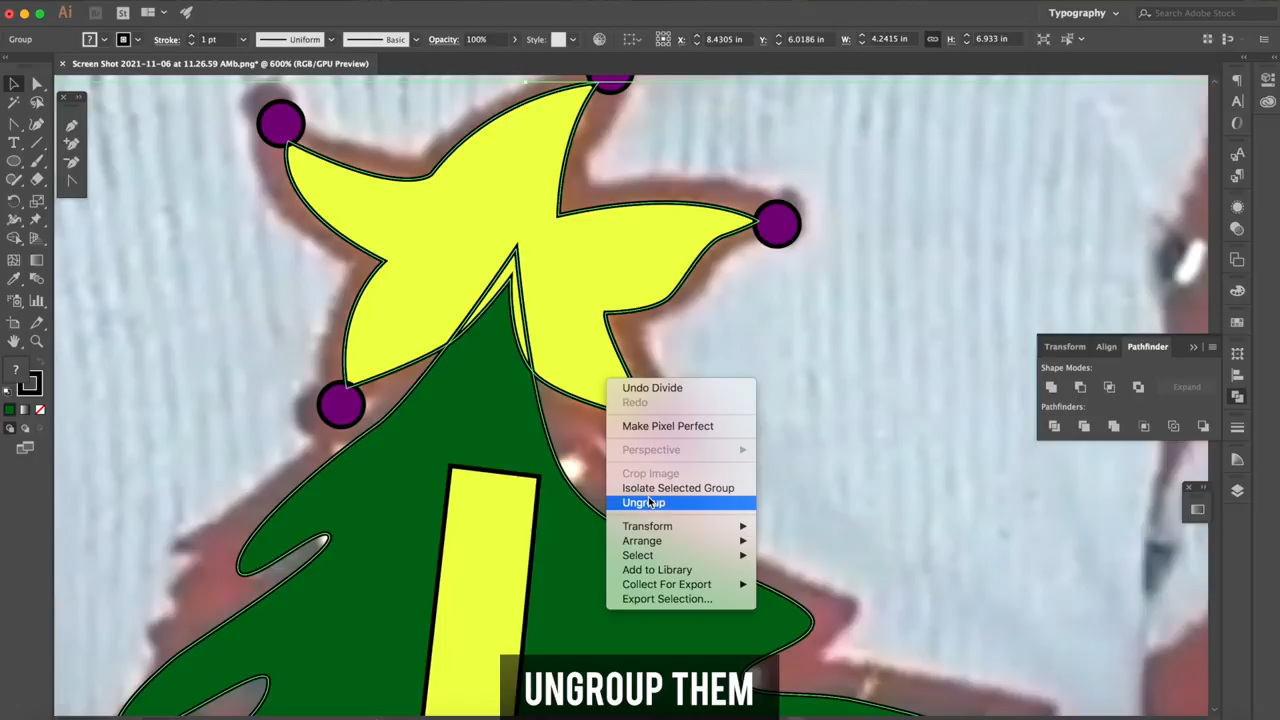 Ai
Br
St
Typography
Search Adobe Stock
Group
?
Stroke:
1 pt
Uniform
Basic
Opacity:
100%
Style:
X:
8.4305 in
Y:
6.0186 in
W:
4.2415 in
H:
6.933 in
Screen Shot 2021-11-06 at 11.26.59 AMb.png* @ 600% (RGB/GPU Preview)
?
Undo Divide
Redo
Make Pixel Perfect
Perspective
Crop Image
Isolate Selected Group
Ungroup
Transform
Arrange
Select
Add to Library
Collect For Export
Export Selection...
Transform
Align
Pathfinder
Shape Modes:
Expand
Pathfinders:
UNGROUP THEM